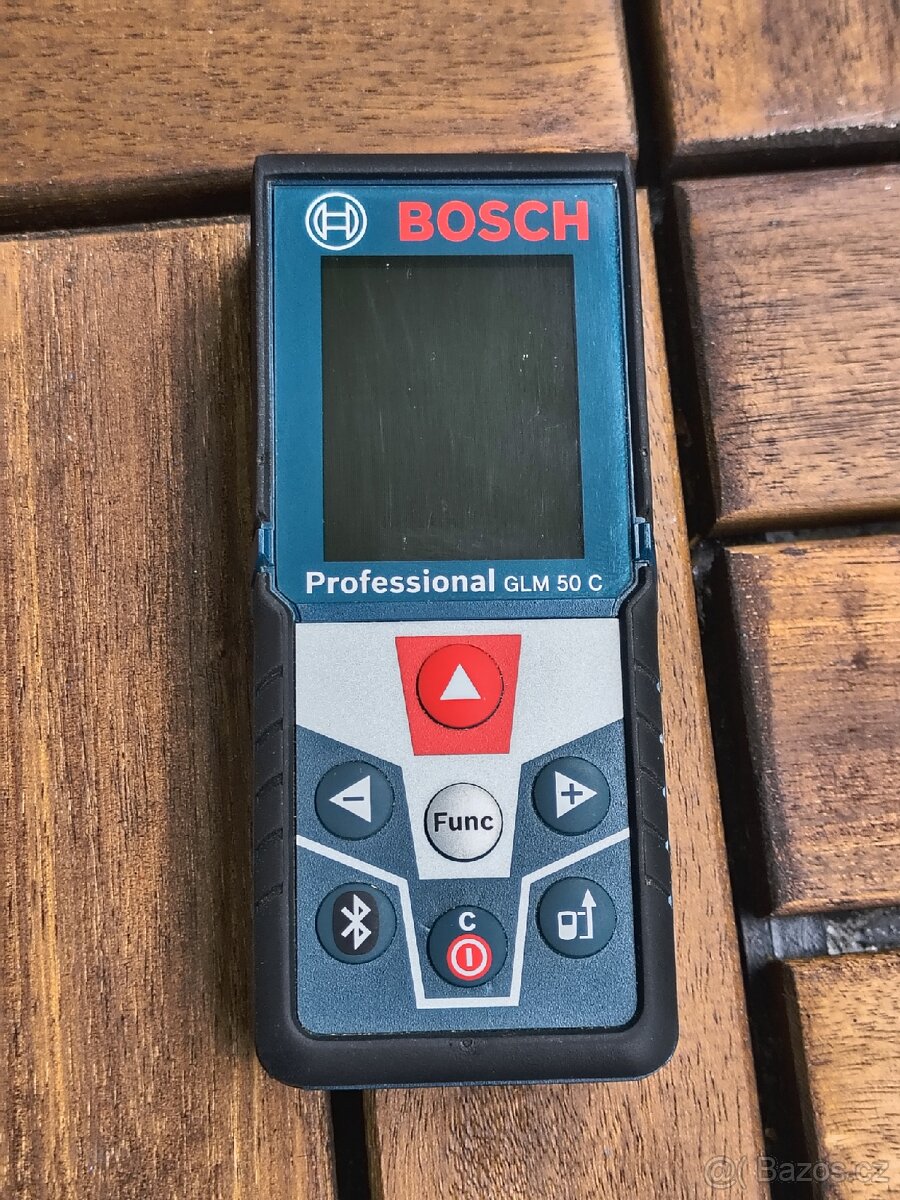 BOSCH
Professional GLM 50 C
Func
C
© Bazos.cz